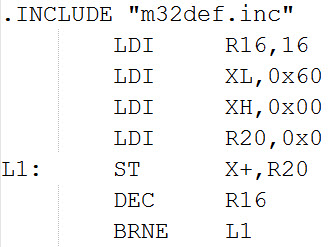 .INCLUDE "m32def.inc"
LDI R16,16
LDI XL,0x60
LDI XH,0x00
LDI R20,0x0
L1: ST X+,R20
DEC R16
BRNE L1